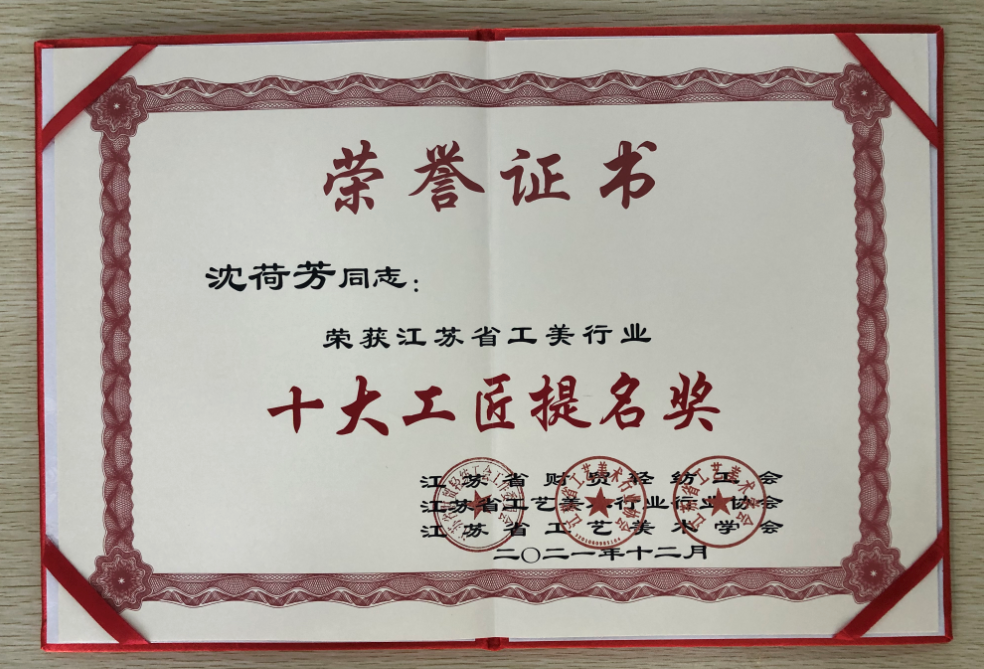 荣誉证书
沈荷芳同志：
荣获江苏省工美行业
十大工匠提名奖
江苏省财贸轻纺工会
江苏省工艺美术行业协会
江苏省工艺美术学会
二〇二一年十二月